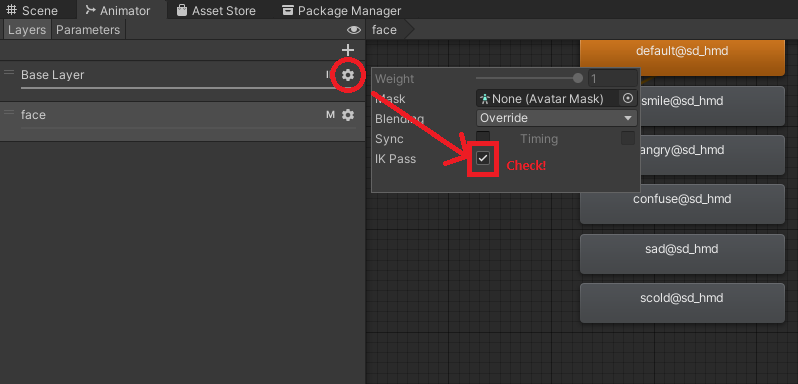 Scene
Animator
Asset Store
Package Manager
Layers
Parameters
face
Base Layer
face
M
Weight
1
Mask
None (Avatar Mask)
Blending
Override
Sync
Timing
IK Pass
Check!
default@sd_hmd
smile@sd_hmd
angry@sd_hmd
confuse@sd_hmd
sad@sd_hmd
scold@sd_hmd